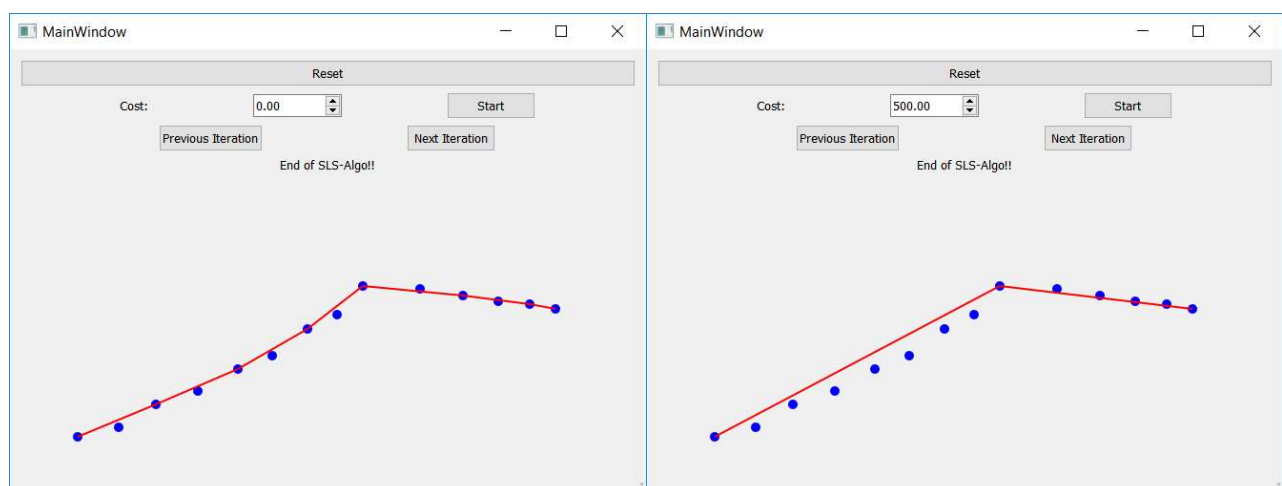 MainWindow
Reset
Cost: 0.00 Start
Previous Iteration Next Iteration
End of SLS-Algo!!
MainWindow
Reset
Cost: 500.00 Start
Previous Iteration Next Iteration
End of SLS-Algo!!